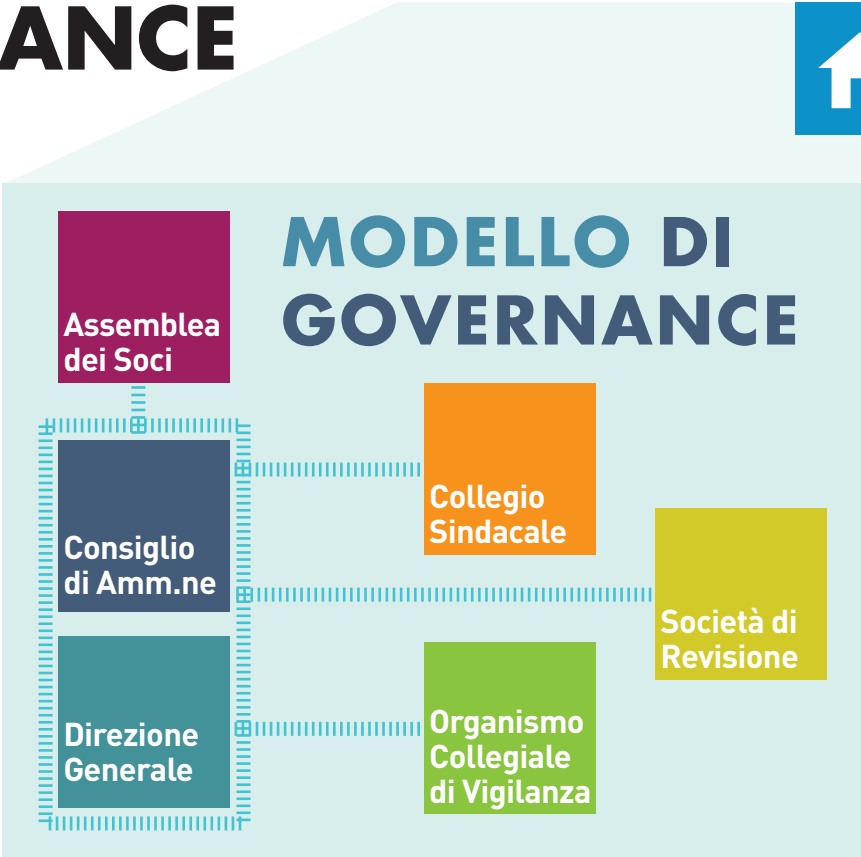 ANCE
MODELLO DI
GOVERNANCE
Assemblea
dei Soci
Consiglio
di Amm.ne
Direzione
Generale
Collegio
Sindacale
Società di
Revisione
Organismo
Collegiale
di Vigilanza